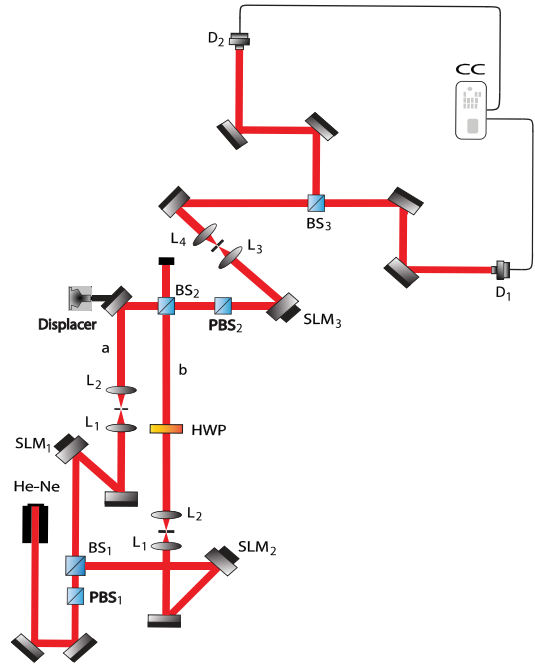 D2
CC
BS3
L4
L3
D1
BS2
PBS2
SLM3
Displacer
a
b
L2
L1
HWP
SLM1
He-Ne
L2
L1
SLM2
BS1
PBS1